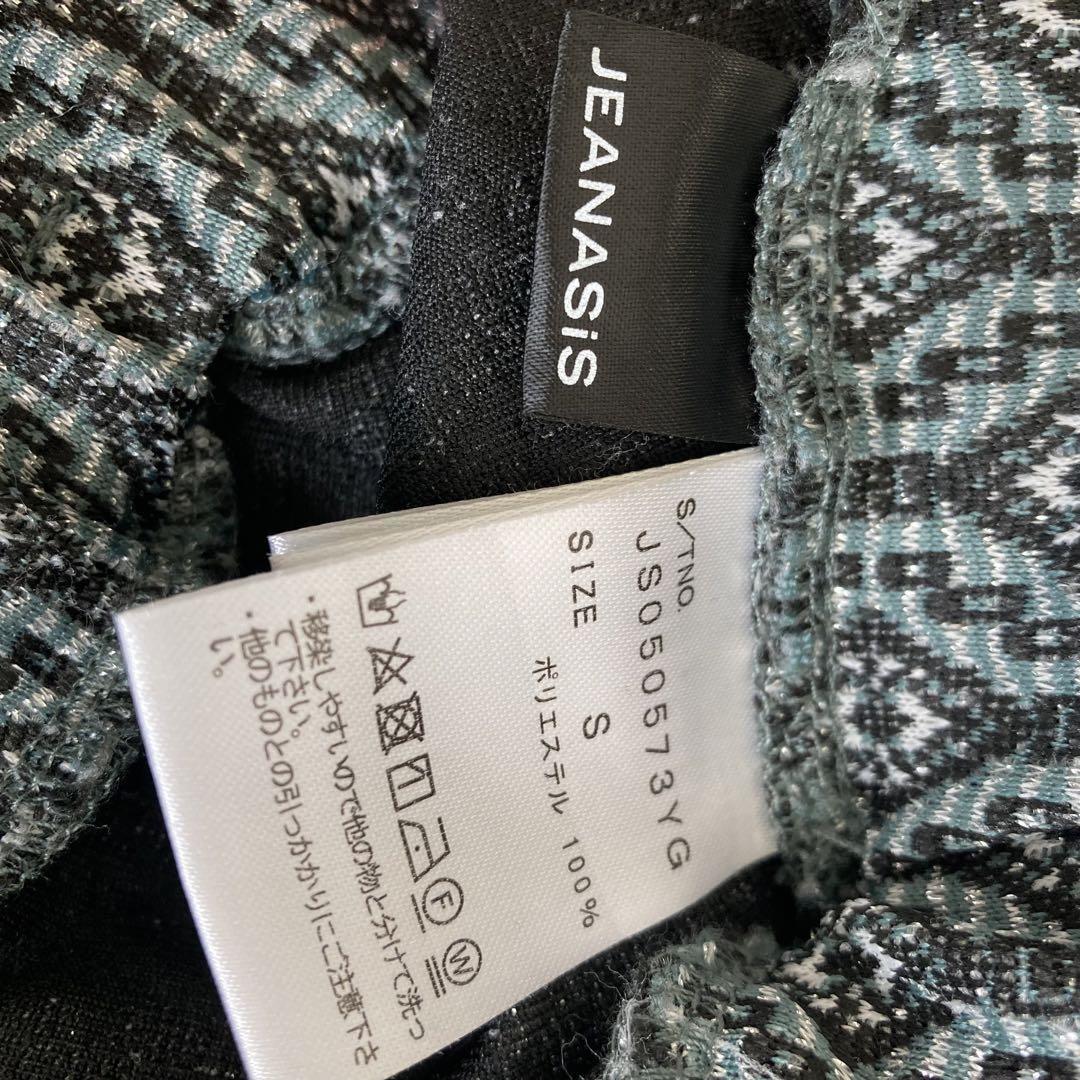 JEANASiS
S/TNO.
JS050573YG
SIZE S
ポリエステル 100%
F
W
・移染しやすいので他の物と分けて洗っ
て下さい。
・他のものとの引っかかりにご注意下さ
い。